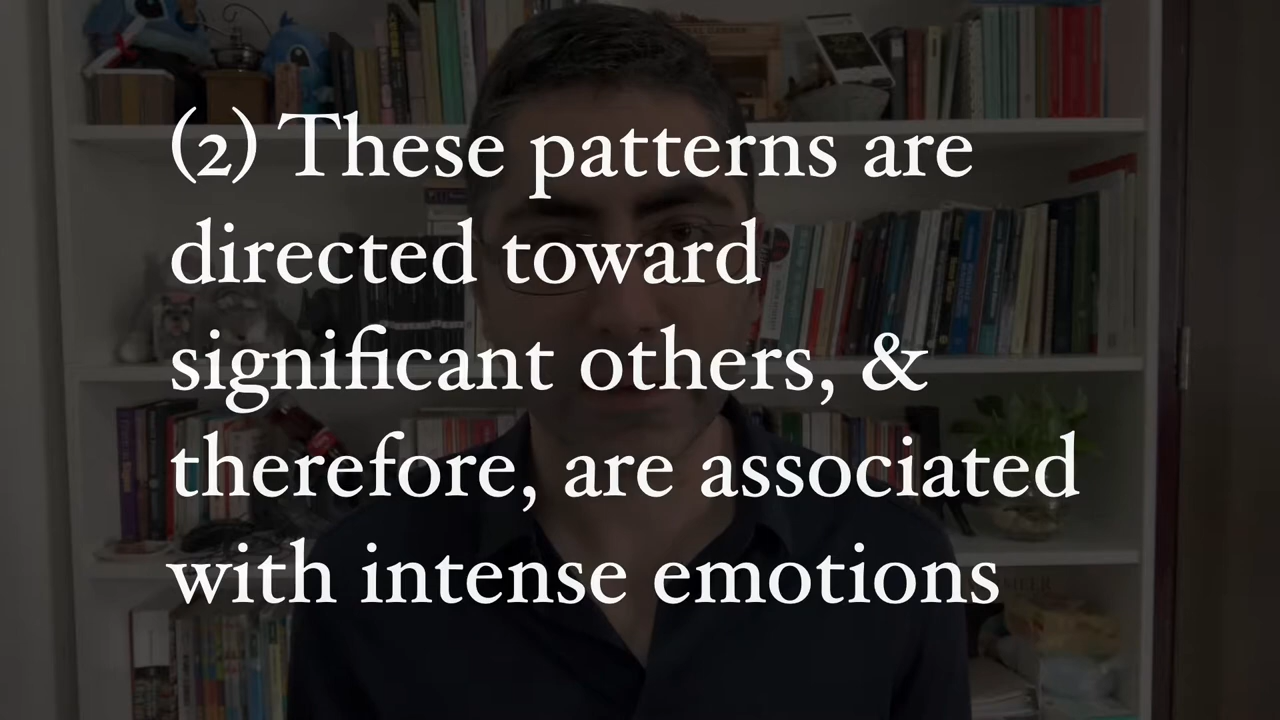 (2) These patterns are
directed toward
significant others, &
therefore, are associated
with intense emotions